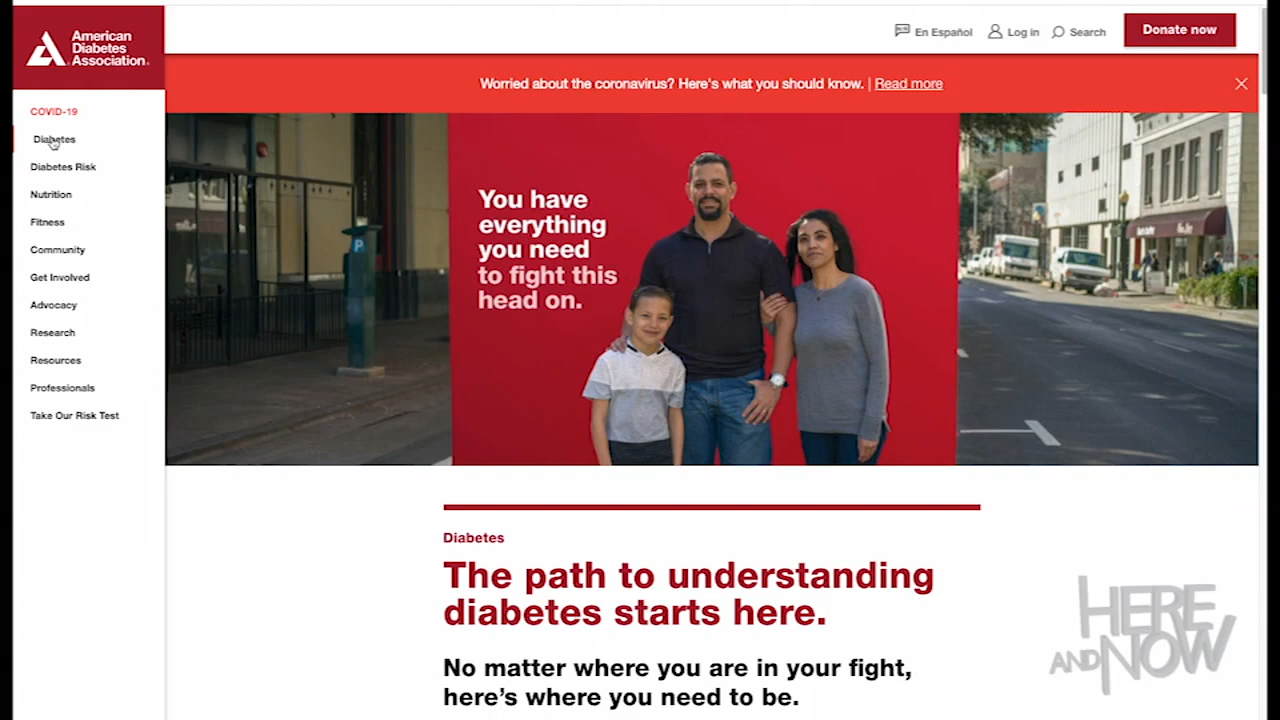 American
Diabetes
Association.
En Español
Log in
Search
Donate now
Worried about the coronavirus? Here's what you should know. | Read more
COVID-19
Diabetes
Diabetes Risk
Nutrition
Fitness
Community
Get Involved
Advocacy
Research
Resources
Professionals
Take Our Risk Test
P
You have
everything
you need
to fight this
head on.
Diabetes
The path to understanding
diabetes starts here.
No matter where you are in your fight,
here's where you need to be.
HERE
AND NOW